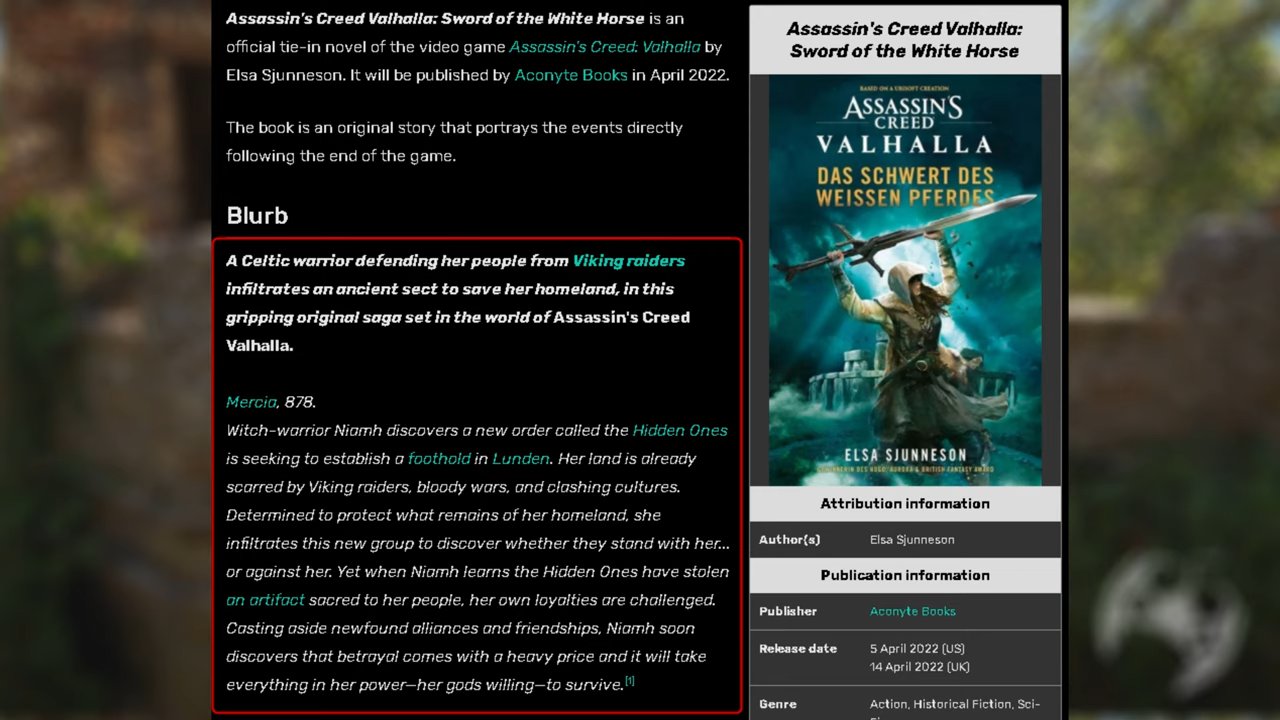 Assassin's Creed Valhalla: Sword of the White Horse is an
official tie-in novel of the video game Assassin's Creed: Valhalla by
Elsa Sjunneson. It will be published by Aconyte Books in April 2022.
The book is an original story that portrays the events directly
following the end of the game.
Blurb
A Celtic warrior defending her people from Viking raiders
infiltrates an ancient sect to save her homeland, in this
gripping original saga set in the world of Assassin's Creed
Valhalla.
Mercia, 878.
Witch-warrior Niamh discovers a new order called the Hidden Ones
is seeking to establish a foothold in Lunden. Her land is already
scarred by Viking raiders, bloody wars, and clashing cultures.
Determined to protect what remains of her homeland, she
infiltrates this new group to discover whether they stand with her...
or against her. Yet when Niamh learns the Hidden Ones have stolen
an artifact sacred to her people, her own loyalties are challenged.
Casting aside newfound alliances and friendships, Niamh soon
discovers that betrayal comes with a heavy price and it will take
everything in her power—her gods willing—to survive.[1]
Assassin's Creed Valhalla:
Sword of the White Horse
BASED ON A UBISOFT CREATION
ASSASSIN'S
CREED
VALHALLA
DAS SCHWERT DES
WEISSEN PFERDES
ELSA SJUNNESON
HUGO, AURORA & BRITISH FANTASY AWARD
Attribution information
Author(s) Elsa Sjunneson
Publication information
Publisher Aconyte Books
Release date 5 April 2022 (US)
14 April 2022 (UK)
Genre Action, Historical Fiction, Sci-